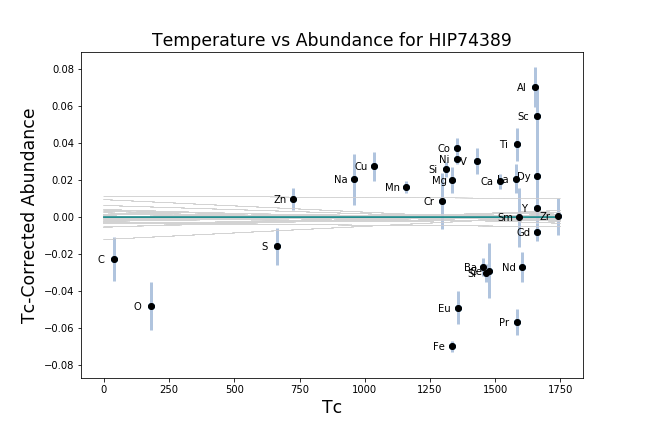 Temperature vs Abundance for HIP74389
Tc-Corrected Abundance
0.08
0.06
0.04
0.02
0.00
−0.02
−0.04
−0.06
−0.08
Al
Sc
Ti
Co
Ni
V
Cu
Si
Na
Mg
Ca
La
Dy
Mn
Zn
Cr
Y
Sm
Zr
Gd
S
C
Ba
Sr
Nd
O
Eu
Pr
Fe
0
250
500
750
1000
1250
1500
1750
Tc